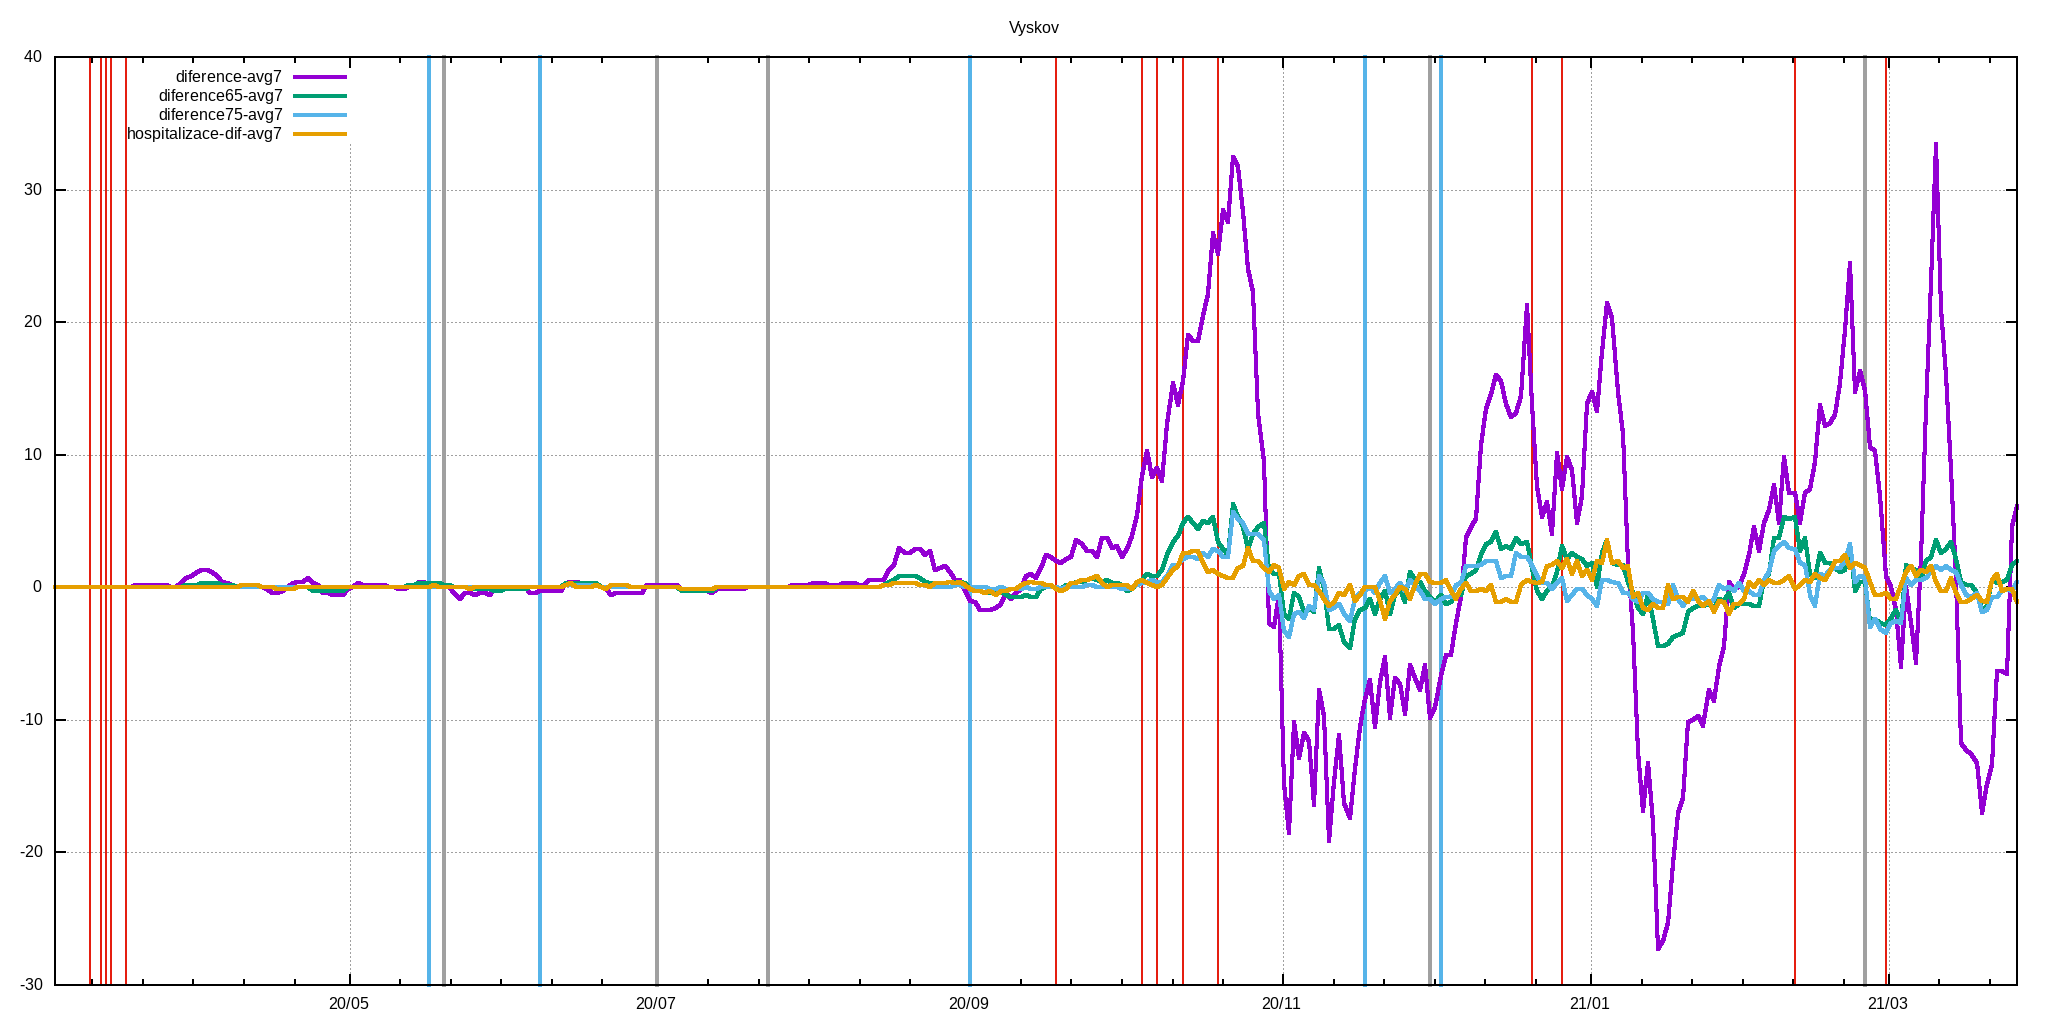 Vyskov
40
30
20
10
0
-10
-20
-30
diference-avg7
diference65-avg7
diference75-avg7
hospitalizace-dif-avg7
20/05
20/07
20/09
20/11
21/01
21/03